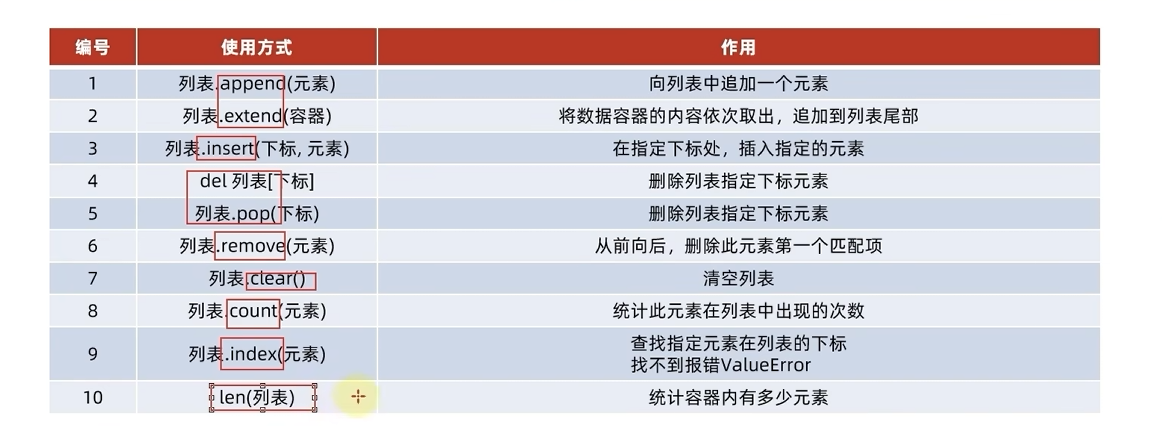 编号 使用方式 作用
1 列表.append(元素) 向列表中追加一个元素
2 列表.extend(容器) 将数据容器的内容依次取出，追加到列表尾部
3 列表.insert(下标, 元素) 在指定下标处，插入指定的元素
4 del 列表[下标] 删除列表指定下标元素
5 列表.pop(下标) 删除列表指定下标元素
6 列表.remove(元素) 从前向后，删除此元素第一个匹配项
7 列表.clear() 清空列表
8 列表.count(元素) 统计此元素在列表中出现的次数
9 列表.index(元素) 查找指定元素在列表的下标
找不到报错ValueError
10 len(列表) 统计容器内有多少元素